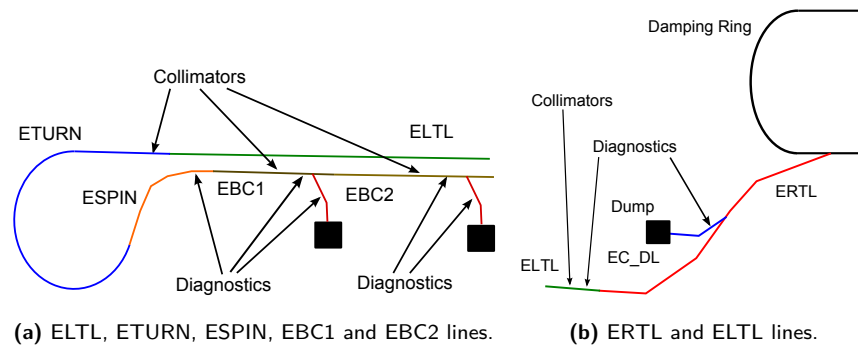 Collimators
ETURN
ELTL
ESPIN
EBC1
EBC2
Diagnostics
Diagnostics
(a) ELTL, ETURN, ESPIN, EBC1 and EBC2 lines.
Damping Ring
Collimators
Diagnostics
ERTL
Dump
EC_DL
ELTL
(b) ERTL and ELTL lines.